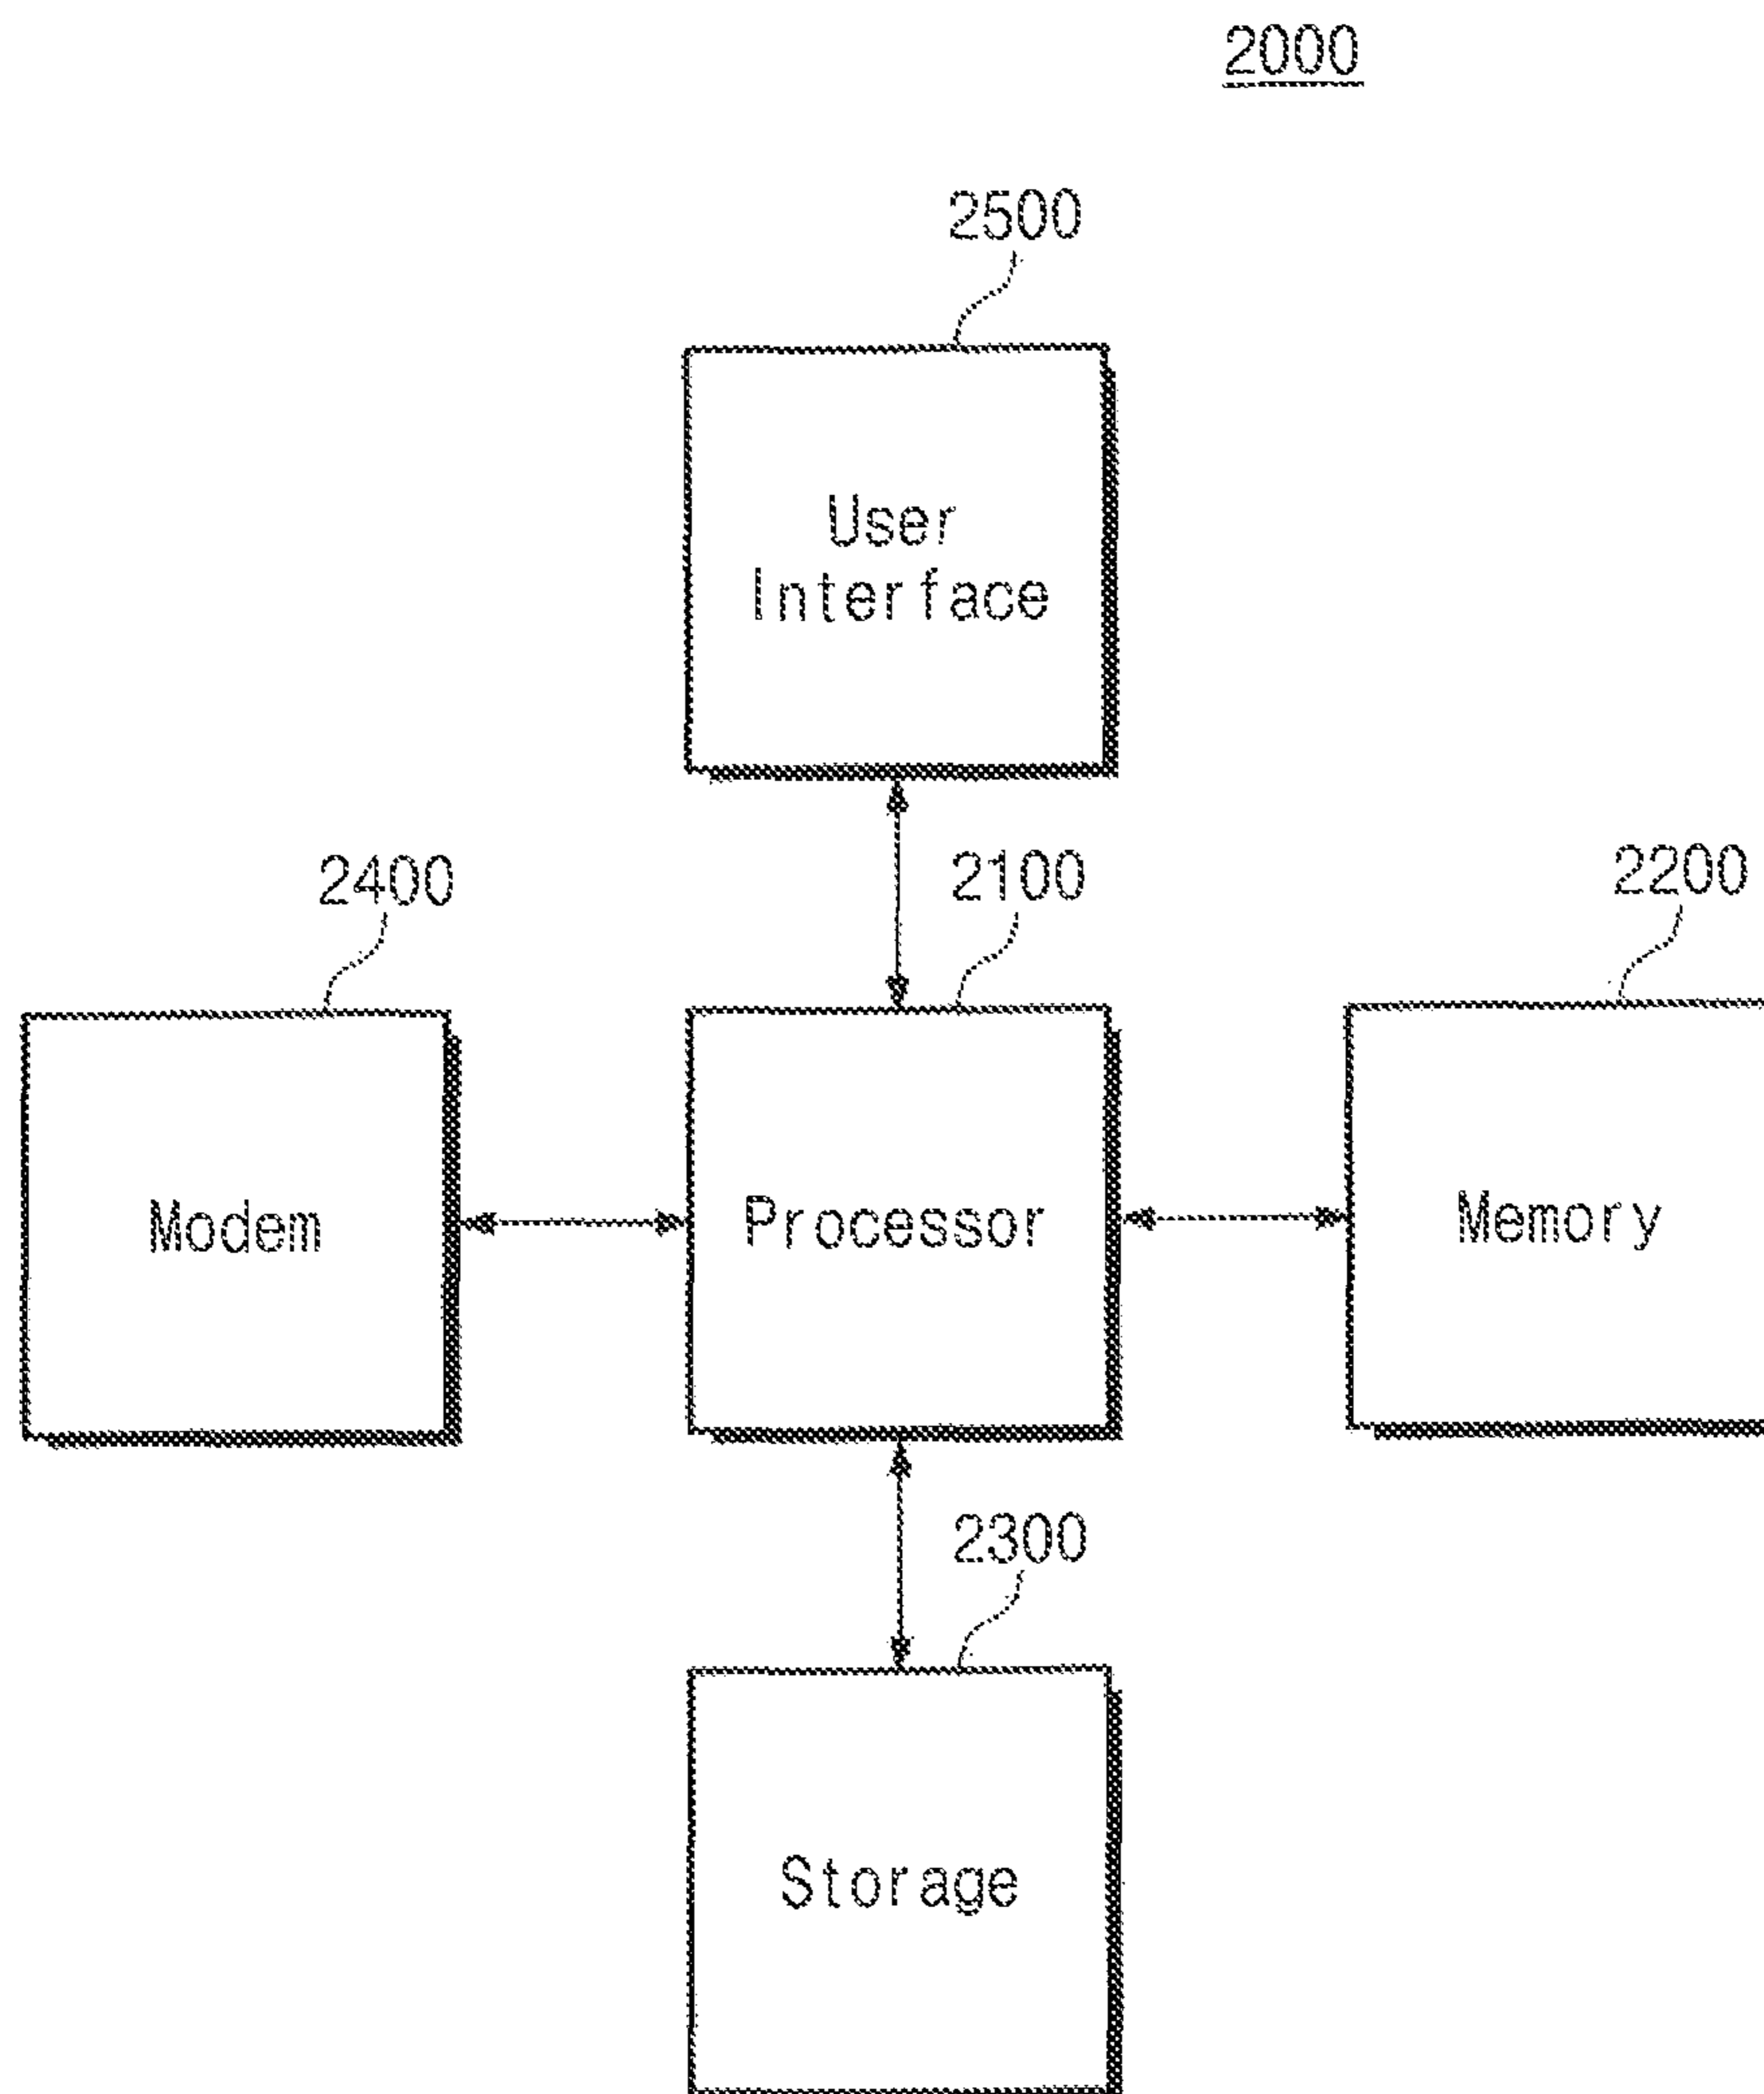 2000
2500
User
Interface
2400
2100
2200
Modem
Processor
Memory
2300
Storage